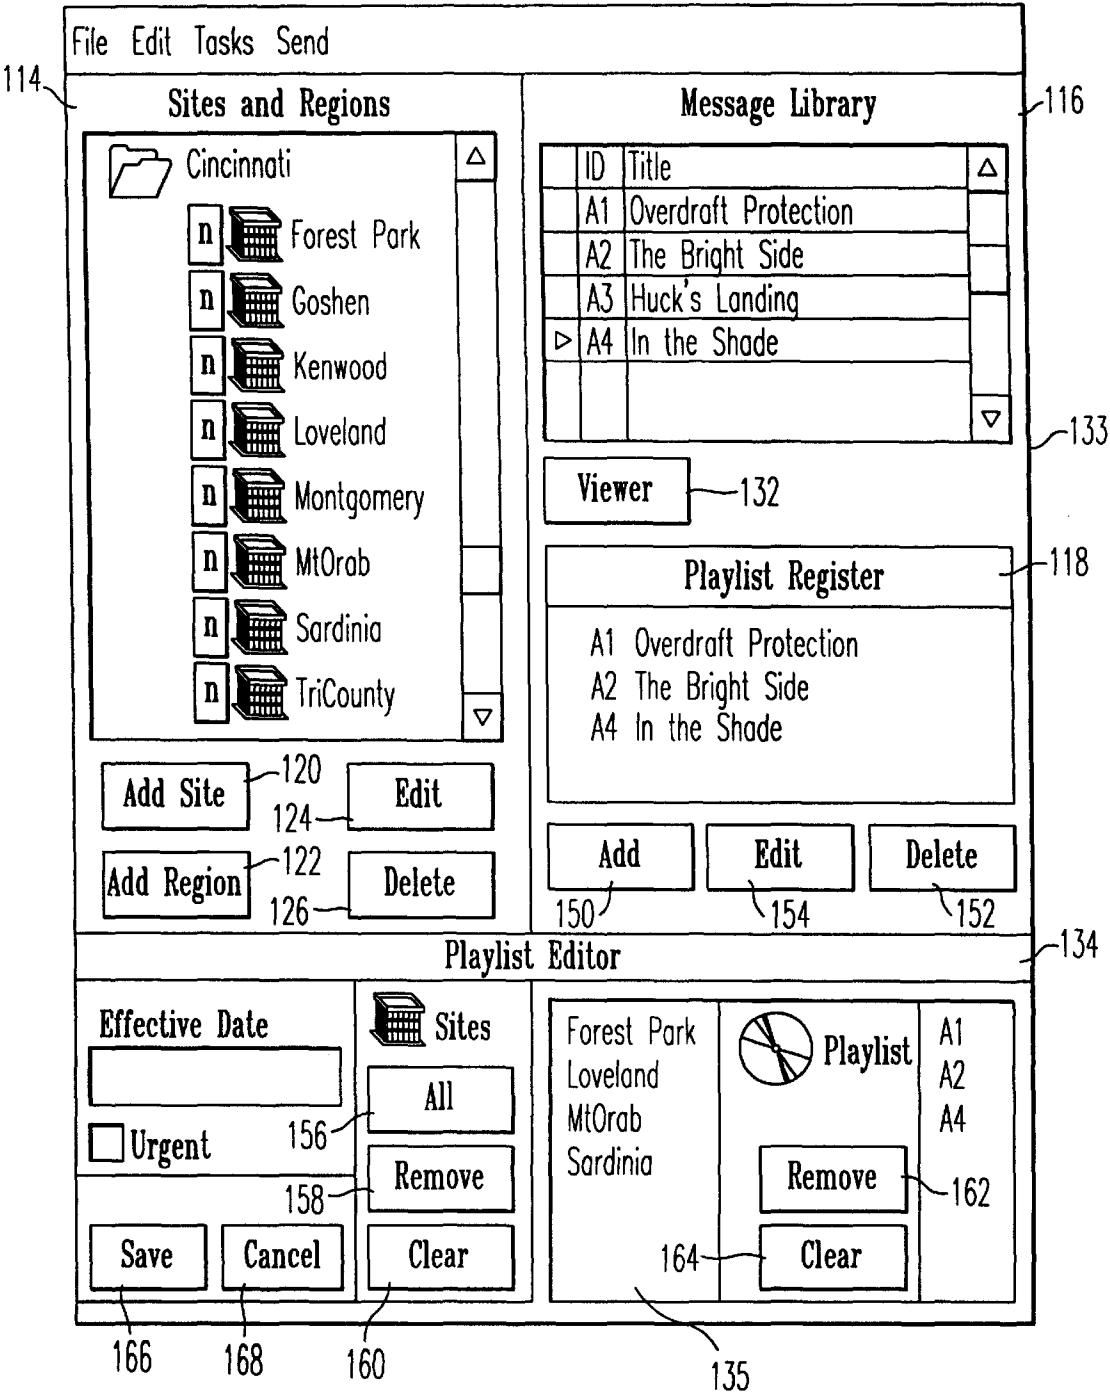 File Edit Tasks Send
114
Sites and Regions
Cincinnati
n Forest Park
n Goshen
n Kenwood
n Loveland
n Montgomery
n MtOrab
n Sardinia
n TriCounty
Add Site
120
Edit
124
Add Region
122
Delete
126
Message Library
116
ID Title
A1 Overdraft Protection
A2 The Bright Side
A3 Huck's Landing
A4 In the Shade
133
Viewer
132
Playlist Register
118
A1 Overdraft Protection
A2 The Bright Side
A4 In the Shade
Add
Edit
Delete
150
154
152
Playlist Editor
134
Effective Date
Urgent
Save
Cancel
166
168
Sites
All
156
Remove
158
Clear
160
Forest Park
Loveland
MtOrab
Sardinia
135
Playlist
Remove
162
Clear
164
A1
A2
A4